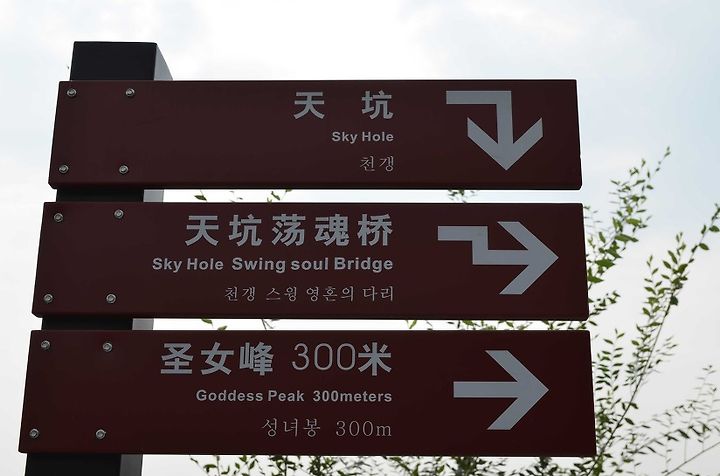 天 坑
Sky Hole
천갱
天坑荡魂桥
Sky Hole Swing soul Bridge
천갱 스윙 영혼의 다리
圣女峰 300米
Goddess Peak 300meters
성녀봉 300m